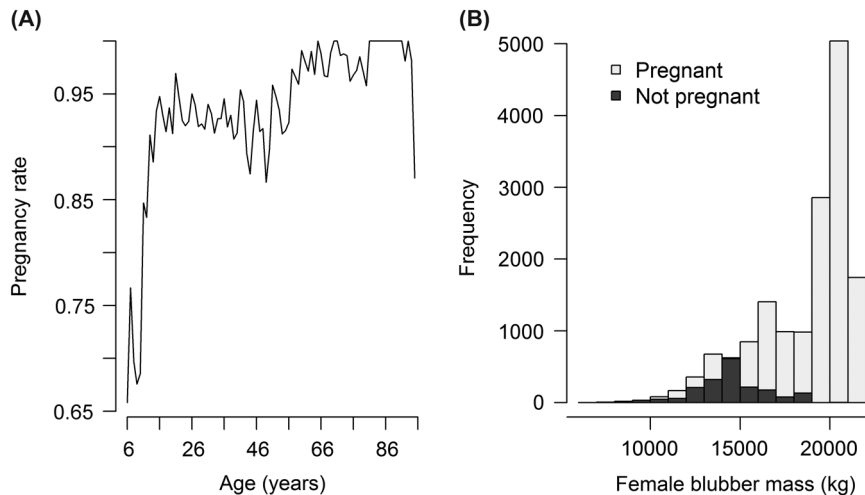 (A)
Pregnancy rate
0.95
0.85
0.75
0.65
6 26 46 66 86
Age (years)
(B)
Frequency
5000
4000
3000
2000
1000
0
Pregnant
Not pregnant
10000 15000 20000
Female blubber mass (kg)